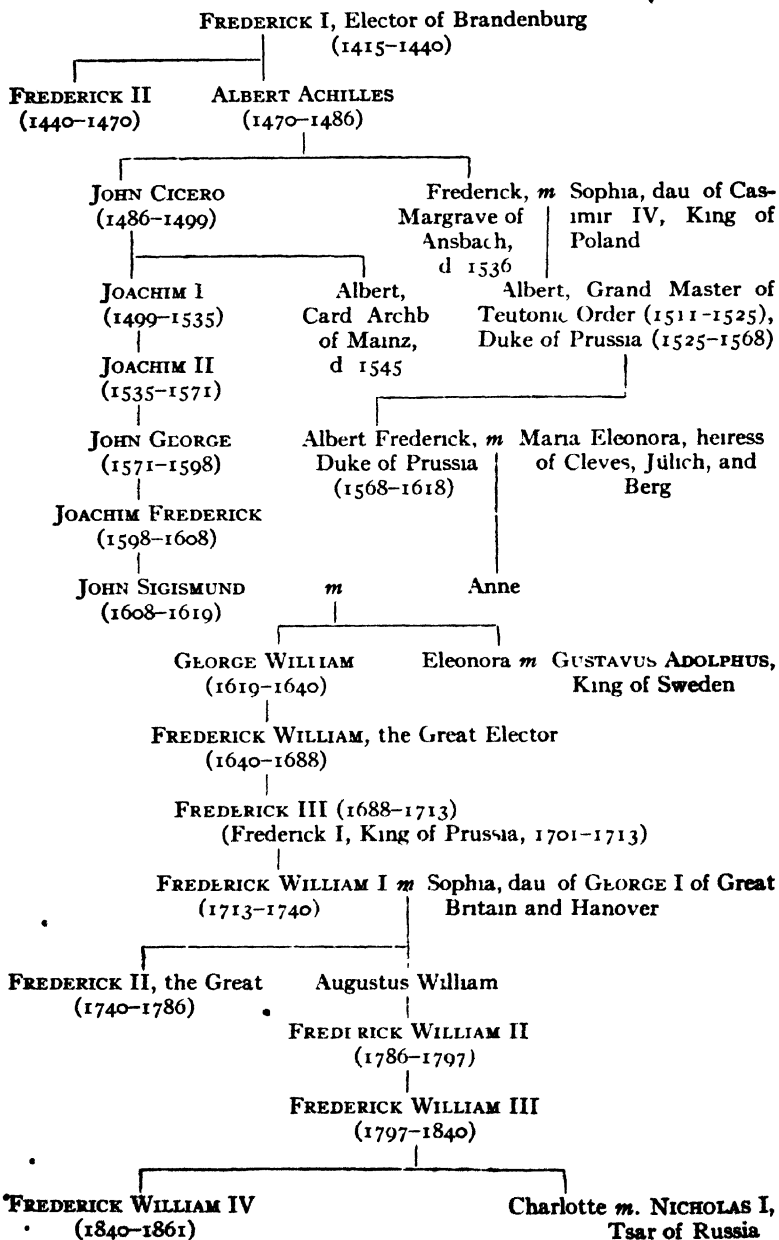 FREDERICK I, Elector of Brandenburg
(1415–1440)
FREDERICK II
(1440–1470)
ALBERT ACHILLES
(1470–1486)
JOHN CICERO
(1486–1499)
Frederick, m Sophia, dau of Cas-
Margrave of imir IV, King of
Ansbach, Poland
d 1536
JOACHIM I
(1499–1535)
Albert,
Card Archb
of Mainz,
d 1545
Albert, Grand Master of
Teutonic Order (1511–1525),
Duke of Prussia (1525–1568)
JOACHIM II
(1535–1571)
JOHN GEORGE
(1571–1598)
Albert Frederick, m Maria Eleonora, heiress
Duke of Prussia of Cleves, Jülich, and
(1568–1618) Berg
JOACHIM FREDERICK
(1598–1608)
JOHN SIGISMUND m Anne
(1608–1619)
GEORGE WILLIAM
(1619–1640)
Eleonora m GUSTAVUS ADOLPHUS,
King of Sweden
FREDERICK WILLIAM, the Great Elector
(1640–1688)
FREDERICK III (1688–1713)
(Frederick I, King of Prussia, 1701–1713)
FREDERICK WILLIAM I m Sophia, dau of GEORGE I of Great
(1713–1740) Britain and Hanover
FREDERICK II, the Great
(1740–1786)
Augustus William
FREDERICK WILLIAM II
(1786–1797)
FREDERICK WILLIAM III
(1797–1840)
FREDERICK WILLIAM IV
(1840–1861)
Charlotte m. NICHOLAS I,
Tsar of Russia